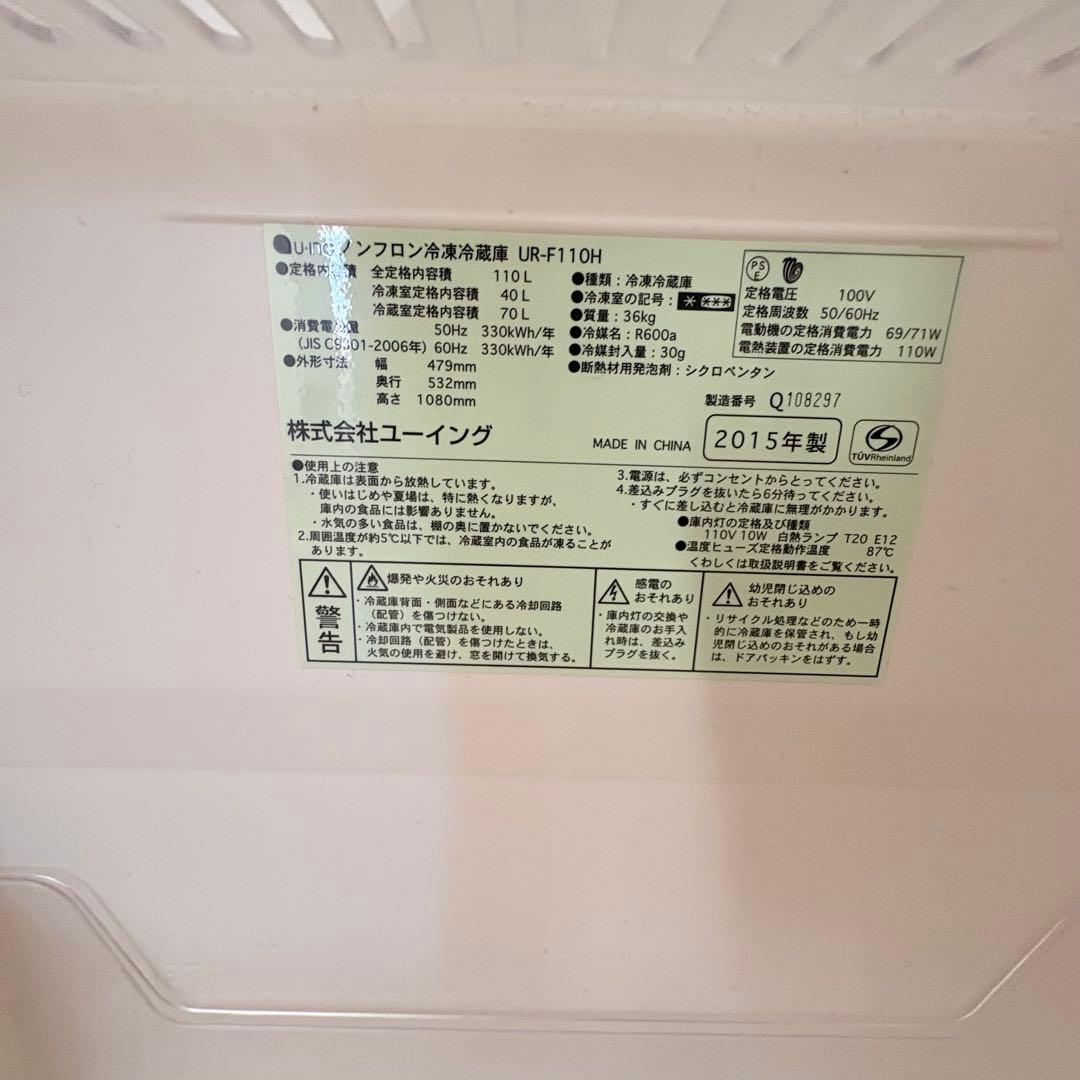 U-ING ノンフロン冷凍冷蔵庫 UR-F110H
●定格内容積 全定格内容積 110L
冷凍室定格内容積 40L
冷蔵室定格内容積 70L
●消費電力量 50Hz 330kWh/年
(JIS C9801-2006年) 60Hz 330kWh/年
●外形寸法 幅 479mm
奥行 532mm
高さ 1080mm
●種類：冷凍冷蔵庫
●冷凍室の記号：
●質量：36kg
●冷媒名：R600a
●冷媒封入量：30g
●断熱材用発泡剤：シクロペンタン
PSE
定格電圧 100V
定格周波数 50/60Hz
電動機の定格消費電力 69/71W
電熱装置の定格消費電力 110W
製造番号 Q108297
株式会社ユーイング
MADE IN CHINA
2015年製
TÜVRheinland
●使用上の注意
1.冷蔵庫は表面から放熱しています。
・使いはじめや夏場は、特に熱くなりますが、
庫内の食品には影響ありません。
・水気の多い食品は、棚の奥に置かないでください。
2.周囲温度が約5℃以下では、冷蔵室内の食品が凍ることが
あります。
3.電源は、必ずコンセントからとってください。
4.差込みプラグを抜いたら6分待ってください。
・すぐに差し込むと冷蔵庫に無理がかかります。
●庫内灯の定格及び種類
110V 10W 白熱ランプ T20 E12
●温度ヒューズ定格動作温度 87℃
くわしくは取扱説明書をご覧ください。
警告
爆発や火災のおそれあり
・冷蔵庫背面・側面などにある冷却回路
（配管）を傷つけない。
・冷蔵庫内で電気製品を使用しない。
・冷却回路（配管）を傷つけたときは、
火気の使用を避け、窓を開けて換気する。
感電の
おそれあり
・庫内灯の交換や
冷蔵庫のお手入
れ時は、差込み
プラグを抜く。
幼児閉じ込めの
おそれあり
・リサイクル処理などのため一時
的に冷蔵庫を保管され、もし幼
児閉じ込めのおそれがある場合
は、ドアパッキンをはずす。